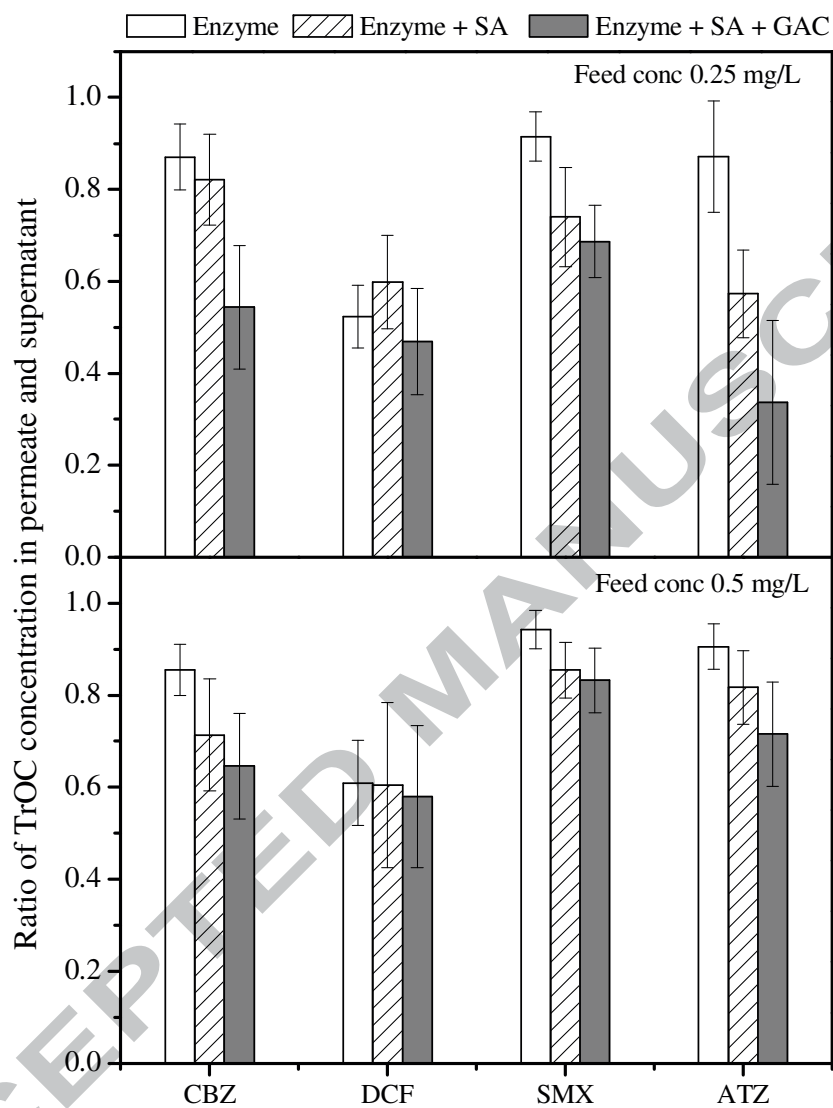 Enzyme Enzyme + SA Enzyme + SA + GAC
Feed conc 0.25 mg/L
1.0
0.8
0.6
0.4
0.2
0.0
Feed conc 0.5 mg/L
1.0
0.8
0.6
0.4
0.2
0.0
Ratio of TrOC concentration in permeate and supernatant
CBZ DCF SMX ATZ
CEPTED MANUSC